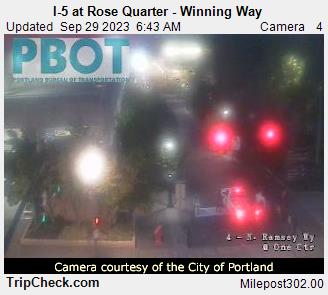 I-5 at Rose Quarter - Winning Way
Updated Sep 29 2023 6:43 AM Camera 4
PBOT
PORTLAND BUREAU OF TRANSPORTATION
4 - N. Ramsey Wy
@ One Ctr
Camera courtesy of the City of Portland
TripCheck.com Milepost302.00